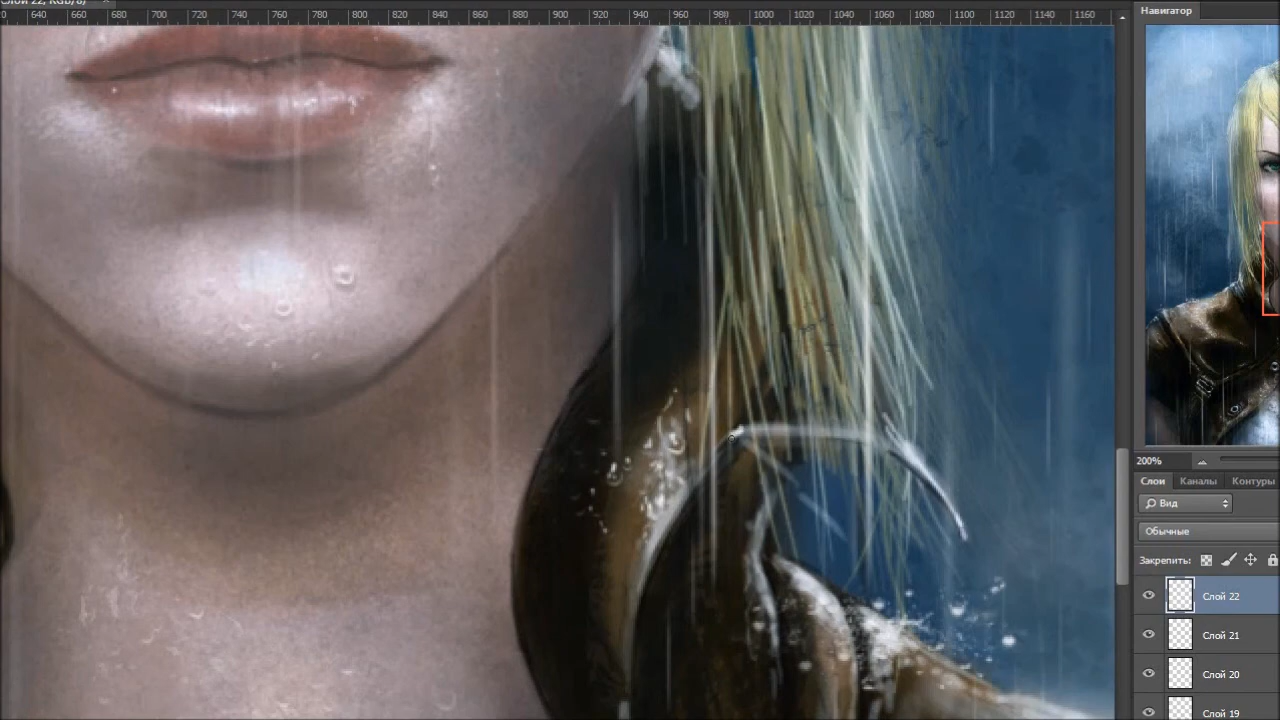 Слой 22, RGB/8)
640 660 680 700 720 740 760 780 800 820 840 860 880 900 920 940 960 980 1000 1020 1040 1060 1080 1100 1120 1140 1160
Навигатор
200%
Слои Каналы Контуры
Вид
Обычные
Закрепить:
Слой 22
Слой 21
Слой 20
Слой 19